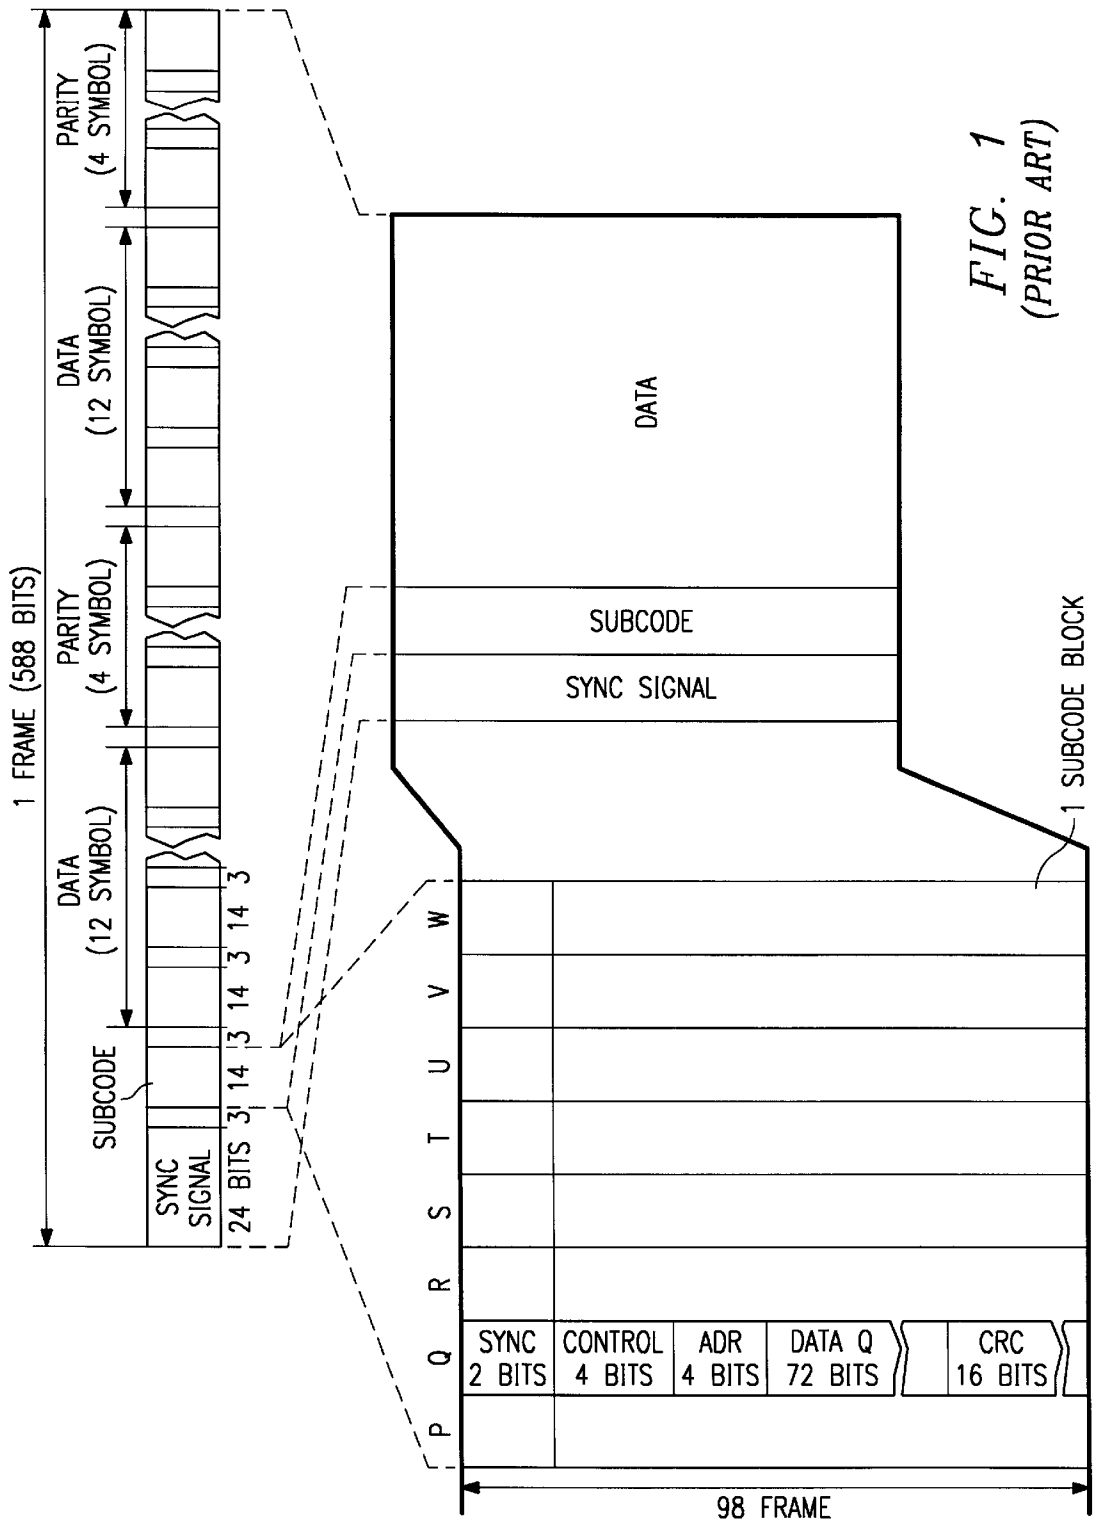 1 FRAME (588 BITS)
SUBCODE
DATA
(12 SYMBOL)
PARITY
(4 SYMBOL)
DATA
(12 SYMBOL)
PARITY
(4 SYMBOL)
SYNC
SIGNAL
24 BITS 3 14 3 14 3 14 3
P Q R S T U V W
SYNC
2 BITS
CONTROL
4 BITS
ADR
4 BITS
DATA Q
72 BITS
CRC
16 BITS
98 FRAME
SYNC SIGNAL
SUBCODE
DATA
1 SUBCODE BLOCK
FIG. 1
(PRIOR ART)